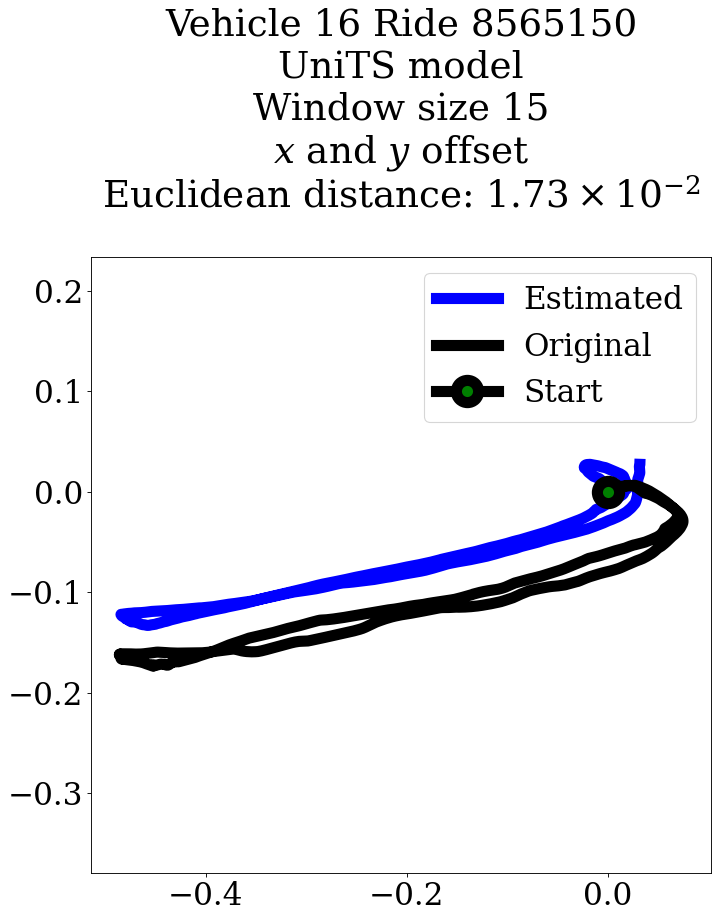 Vehicle 16 Ride 8565150
UniTS model
Window size 15
x and y offset
Euclidean distance: 1.73 × 10⁻²
Estimated
Original
Start
0.2
0.1
0.0
−0.1
−0.2
−0.3
−0.4 −0.2 0.0